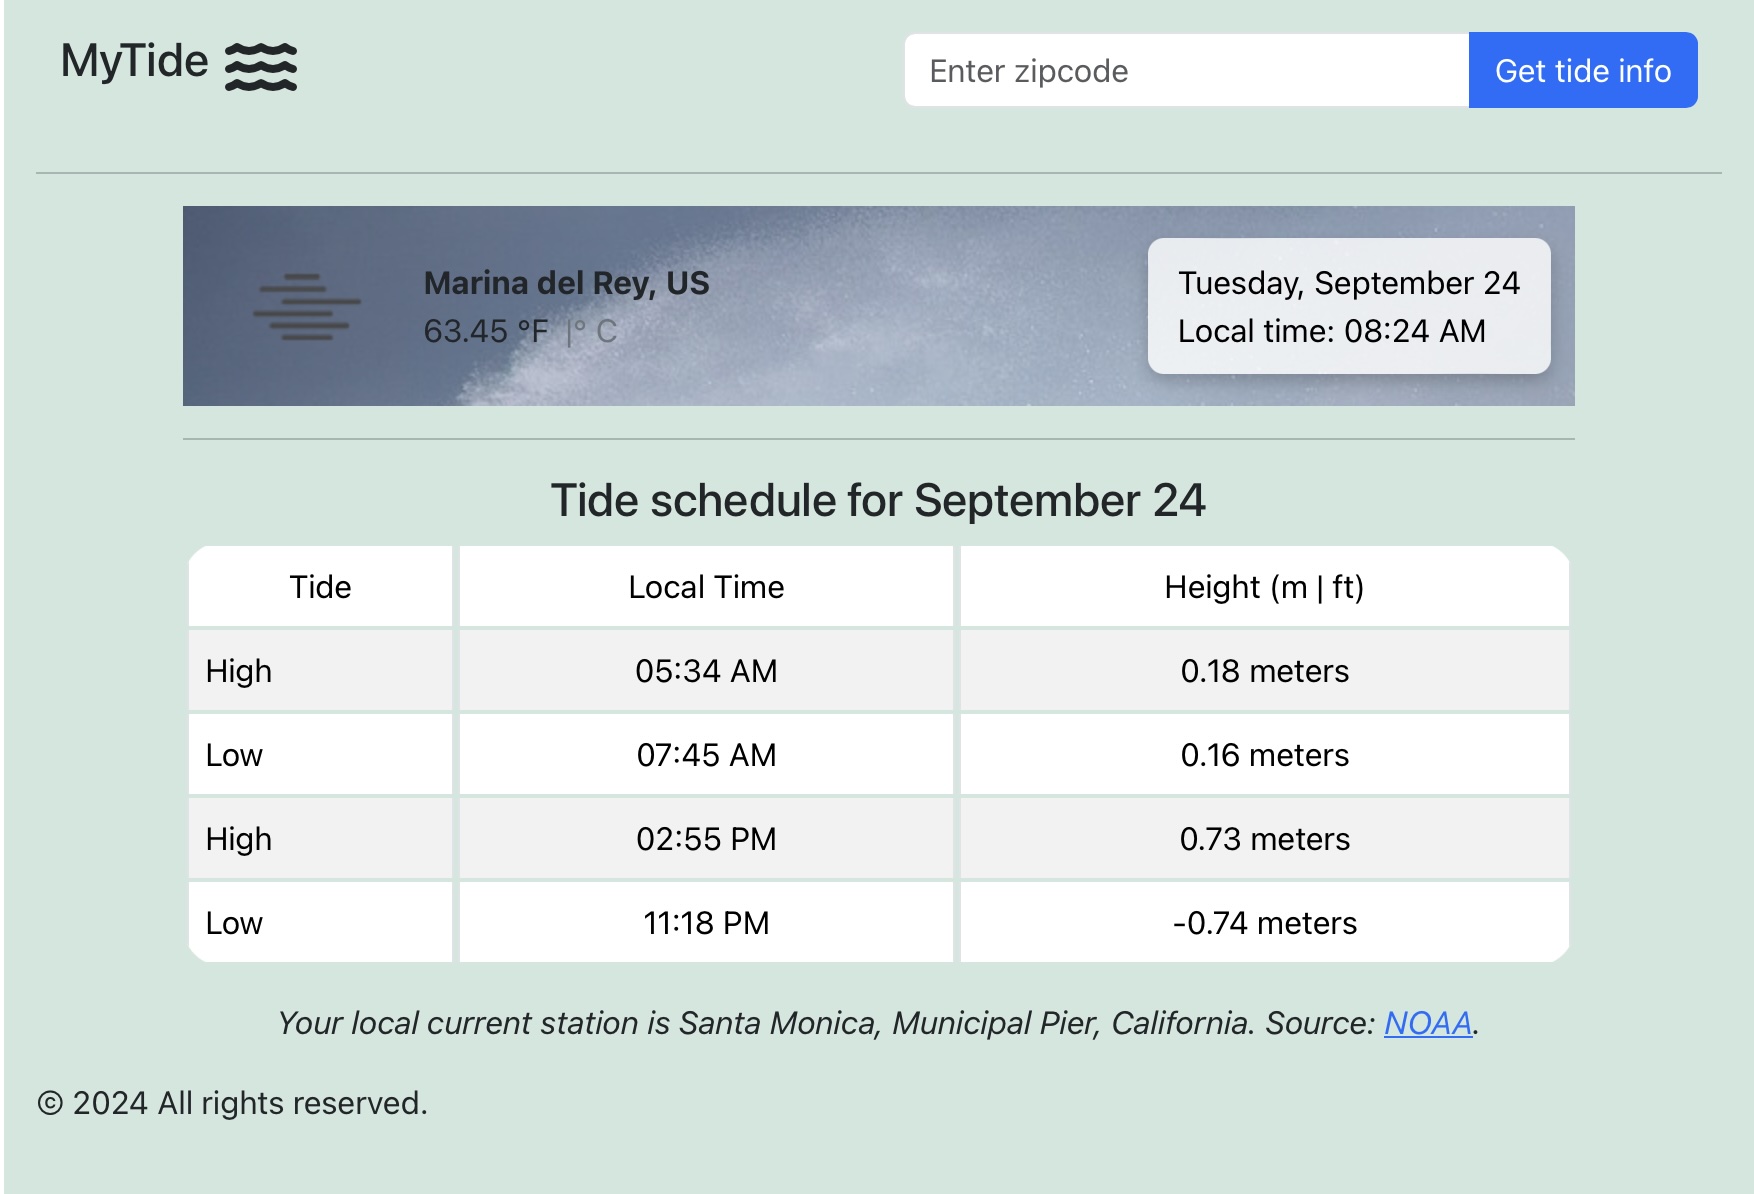 MyTide
Enter zipcode
Get tide info
Marina del Rey, US
63.45 °F |° C
Tuesday, September 24
Local time: 08:24 AM
Tide schedule for September 24
Tide Local Time Height (m | ft)
High 05:34 AM 0.18 meters
Low 07:45 AM 0.16 meters
High 02:55 PM 0.73 meters
Low 11:18 PM -0.74 meters
Your local current station is Santa Monica, Municipal Pier, California. Source: NOAA.
© 2024 All rights reserved.